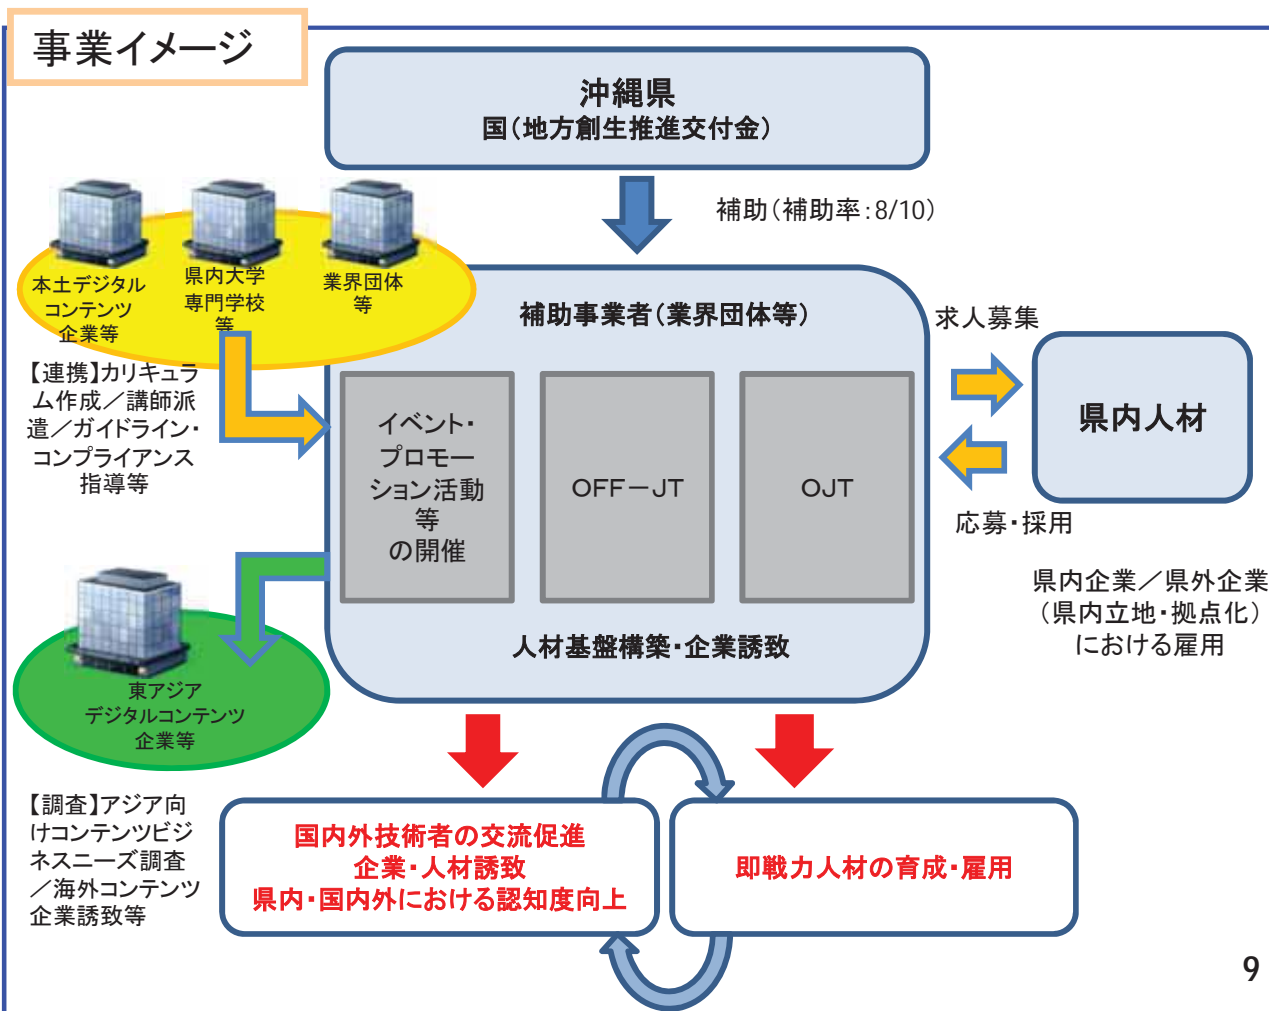 事業イメージ
沖縄県
国(地方創生推進交付金)
補助(補助率:8/10)
本土デジタル
コンテンツ
企業等
県内大学
専門学校
等
業界団体
等
【連携】カリキュラ
ム作成/講師派
遣/ガイドライン・
コンプライアンス
指導等
補助事業者(業界団体等)
イベント・
プロモー
ション活動
等
の開催
OFF-JT
OJT
人材基盤構築・企業誘致
求人募集
県内人材
応募・採用
県内企業/県外企業
(県内立地・拠点化)
における雇用
東アジア
デジタルコンテンツ
企業等
【調査】アジア向
けコンテンツビジ
ネスニーズ調査
/海外コンテンツ
企業誘致等
国内外技術者の交流促進
企業・人材誘致
県内・国内外における認知度向上
即戦力人材の育成・雇用
9